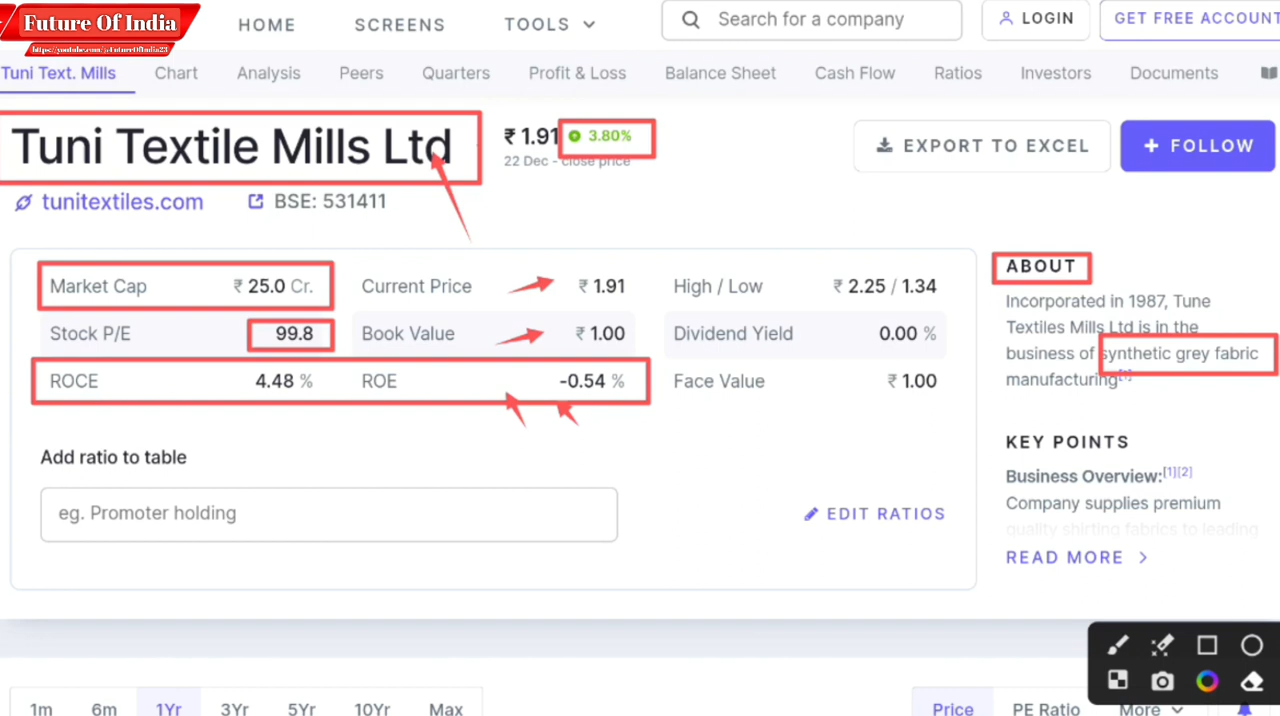 Future Of India
HOME SCREENS TOOLS
Search for a company
LOGIN
GET FREE ACCOUNT
Tuni Text. Mills Chart Analysis Peers Quarters Profit & Loss Balance Sheet Cash Flow Ratios Investors Documents
Tuni Textile Mills Ltd
₹ 1.91 3.80%
22 Dec - close price
EXPORT TO EXCEL
+ FOLLOW
tunitextiles.com BSE: 531411
Market Cap ₹ 25.0 Cr. Current Price ₹ 1.91 High / Low ₹ 2.25 / 1.34
Stock P/E 99.8 Book Value ₹ 1.00 Dividend Yield 0.00 %
ROCE 4.48 % ROE -0.54 % Face Value ₹ 1.00
Add ratio to table
eg. Promoter holding
EDIT RATIOS
ABOUT
Incorporated in 1987, Tune
Textiles Mills Ltd is in the
business of synthetic grey fabric
manufacturing[1]
KEY POINTS
Business Overview:[1][2]
Company supplies premium
quality shirting fabrics to leading
READ MORE
1m 6m 1Yr 3Yr 5Yr 10Yr Max
Price PE Ratio More